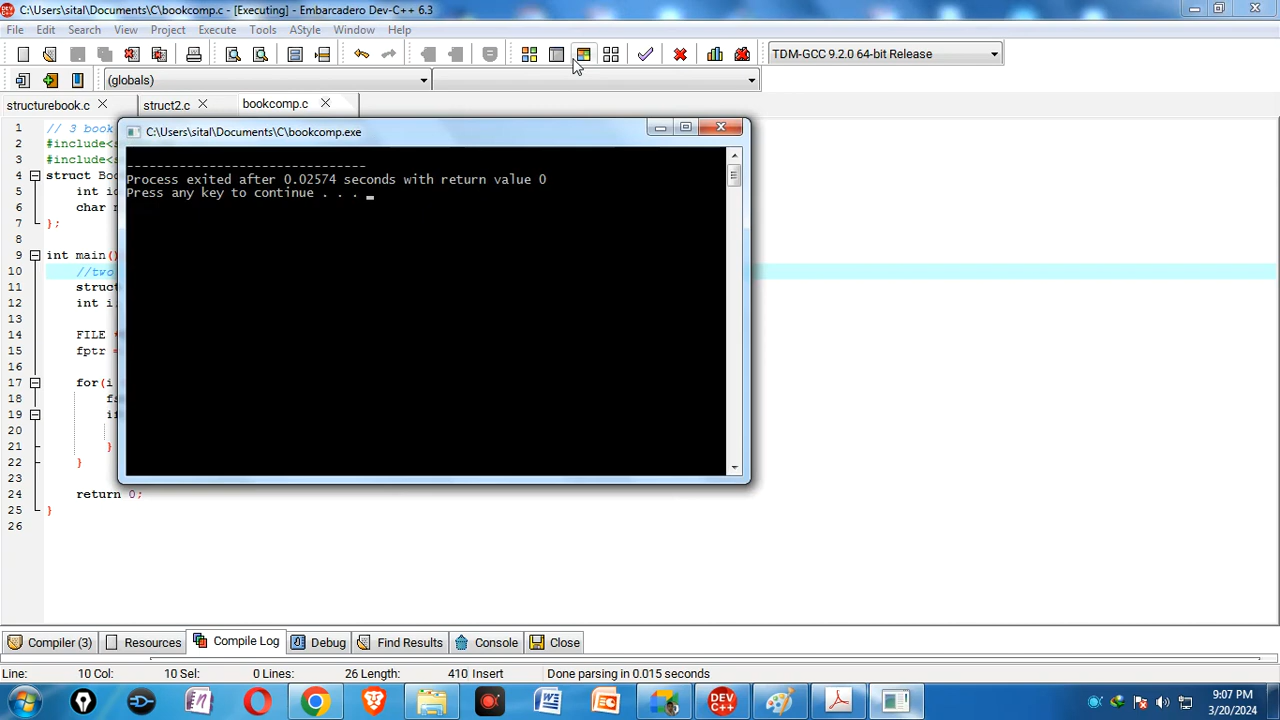 C:\Users\sital\Documents\C\bookcomp.c - [Executing] - Embarcadero Dev-C++ 6.3
File Edit Search View Project Execute Tools AStyle Window Help
TDM-GCC 9.2.0 64-bit Release
(globals)
structurebook.c struct2.c bookcomp.c
C:\Users\sital\Documents\C\bookcomp.exe
--------------------------------
Process exited after 0.02574 seconds with return value 0
Press any key to continue . . .
1 // 3 book
2 #include<s
3 #include<s
4 struct Bo
5 int
6 char
7 };
8
9 int main()
10 //two
11 struct
12 int i
13
14 FILE
15 fptr =
16
17 for(i
18
19
20
21 }
22 }
23
24 return 0;
25 }
26
Compiler (3) Resources Compile Log Debug Find Results Console Close
Line: 10 Col: 10 Sel: 0 Lines: 26 Length: 410 Insert Done parsing in 0.015 seconds
9:07 PM
3/20/2024